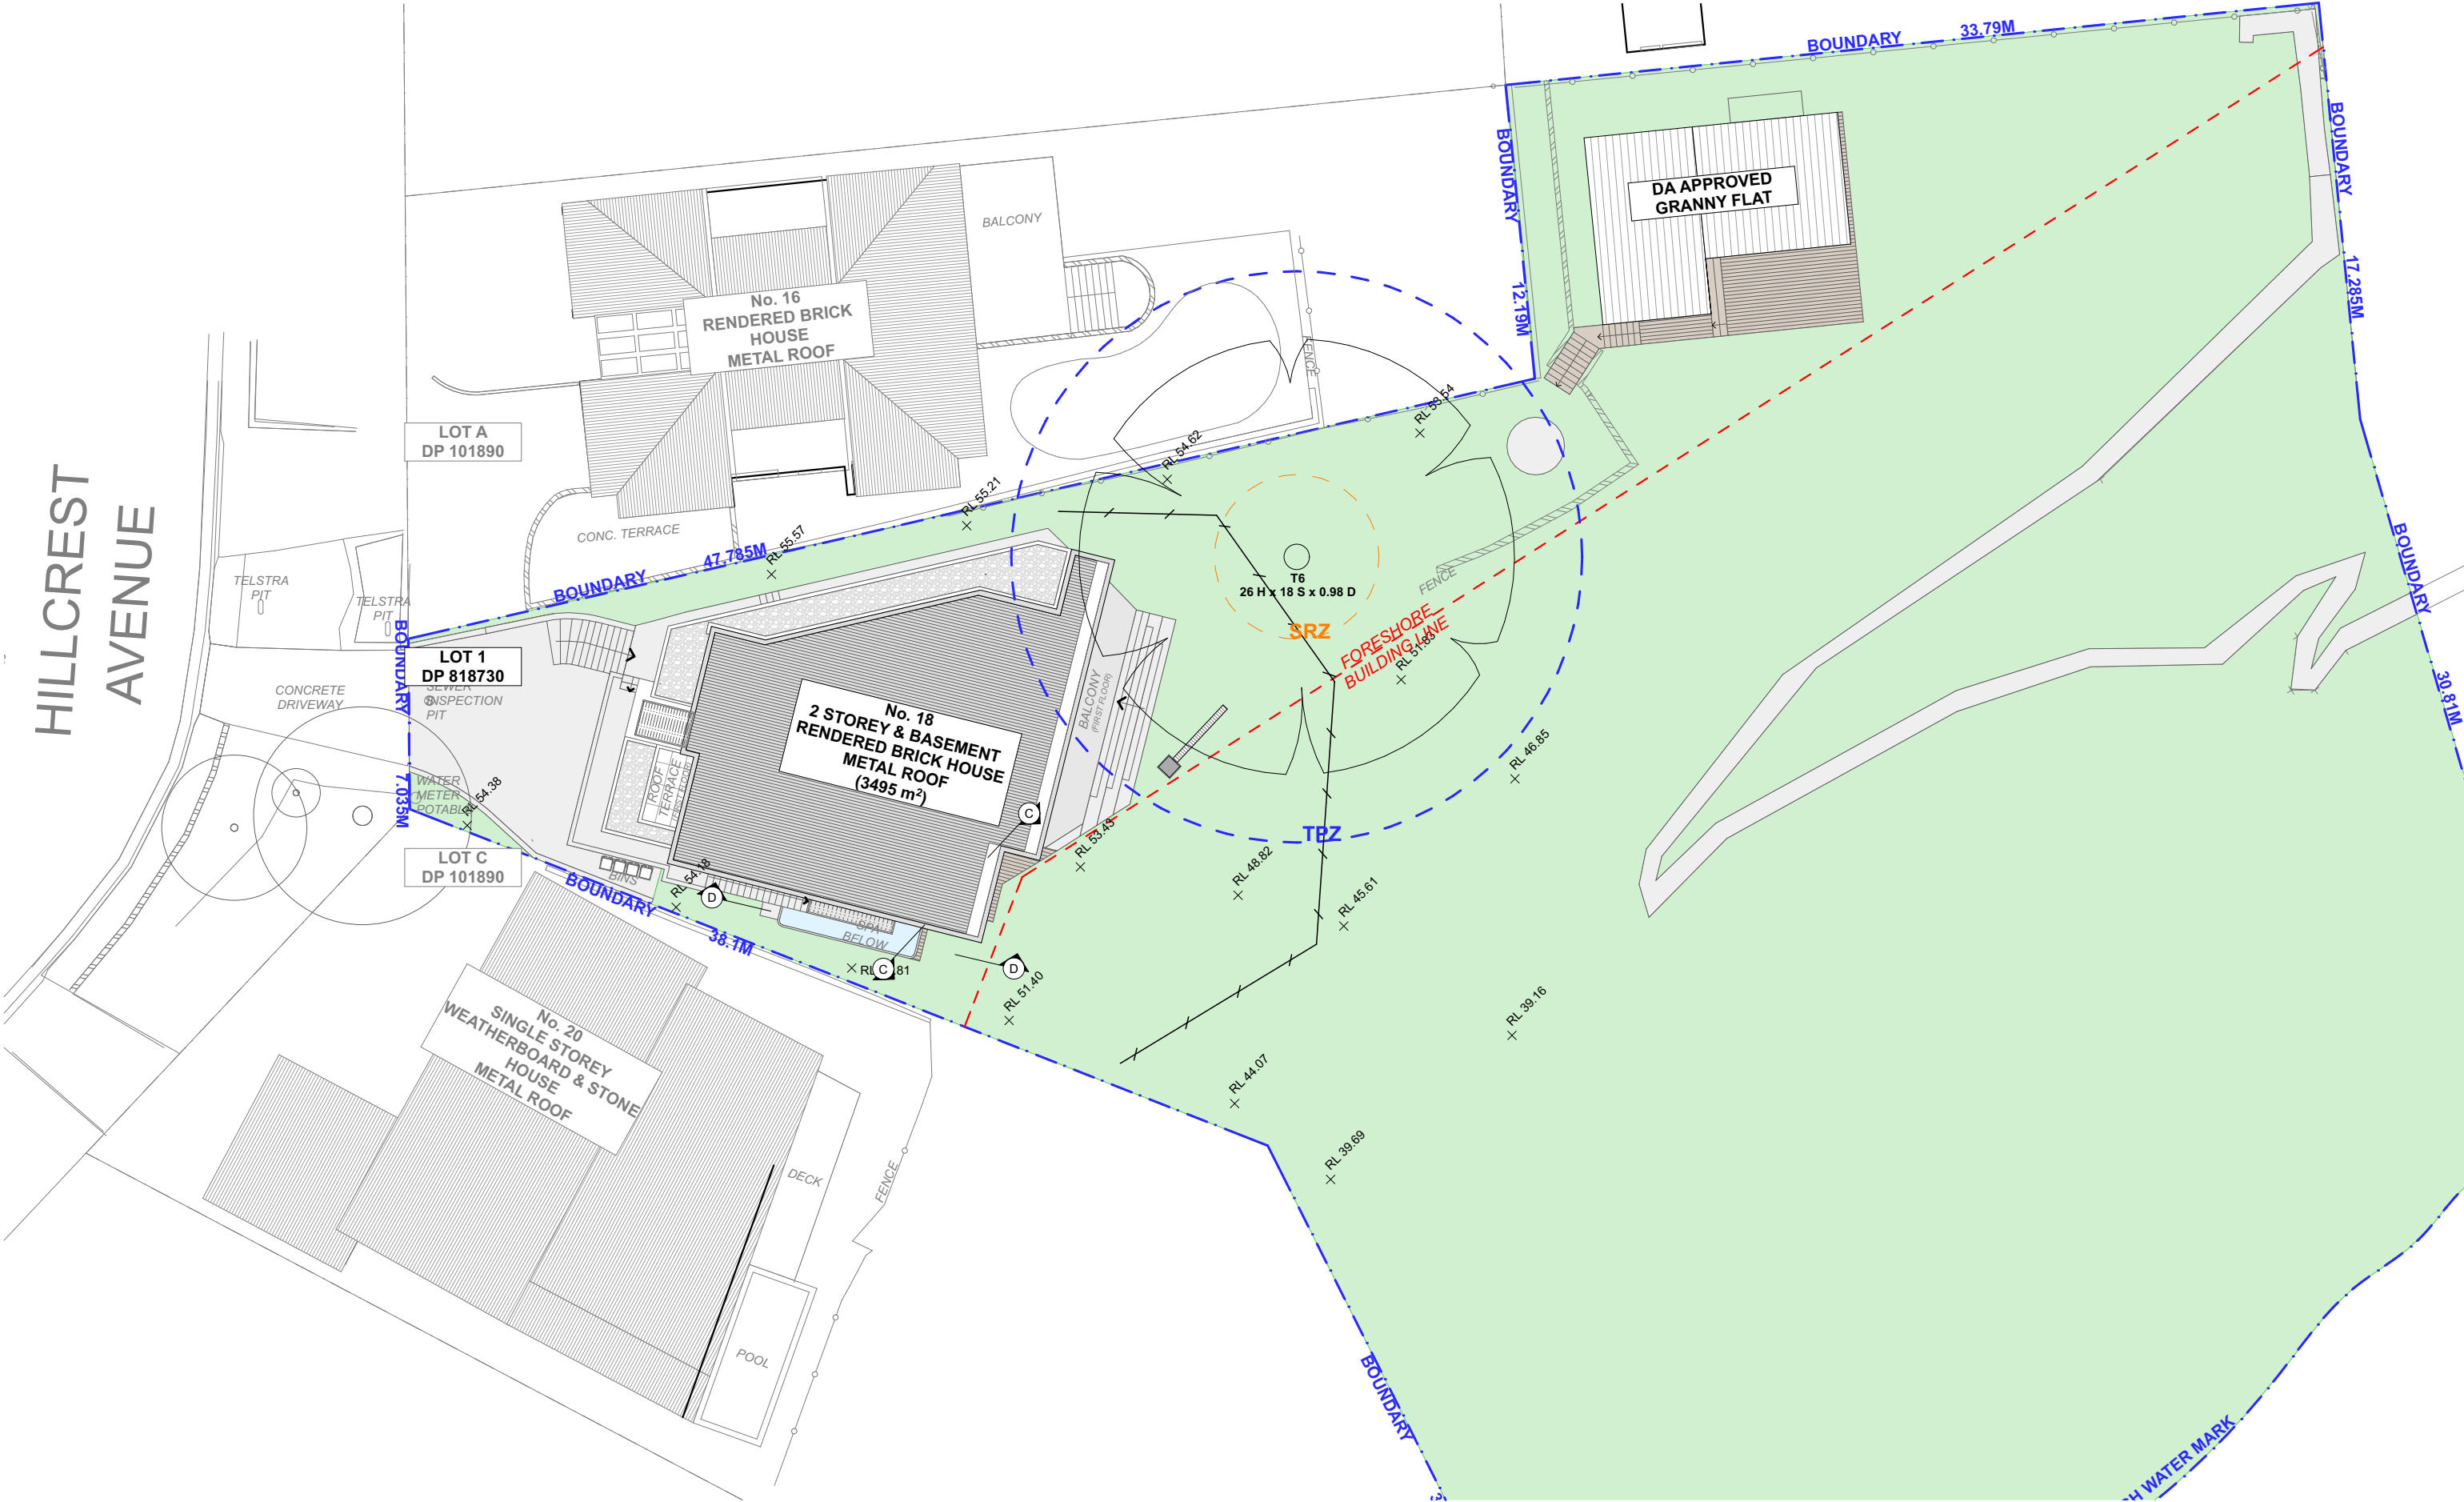 BOUNDARY
33.79M
BOUNDARY
BOUNDARY
12.19M
17.285M
DA APPROVED
GRANNY FLAT
BALCONY
No. 16
RENDERED BRICK
HOUSE
METAL ROOF
FENCE
RL 53.54
RL 54.62
LOT A
DP 101890
HILLCREST
AVENUE
RL 55.21
CONC. TERRACE
RL 55.57
47.785M
BOUNDARY
TELSTRA
PIT
TELSTRA
PIT
T6
26 H x 18 S x 0.98 D
SRZ
FENCE
BOUNDARY
BOUNDARY
FORESHORE
BUILDING LINE
RL 51.83
LOT 1
DP 818730
SEWER
INSPECTION
PIT
CONCRETE
DRIVEWAY
BALCONY
(FIRST FLOOR)
30.81M
No. 18
2 STOREY & BASEMENT
RENDERED BRICK HOUSE
METAL ROOF
(3495 m²)
ROOF
TERRACE
RL 46.85
7.035M
WATER
METER
RL 54.38
C
TPZ
RL 53.43
RL 48.82
LOT C
DP 101890
BINS
RL 54.18
BOUNDARY
D
RL 45.61
38.1M
SPA
BELOW
C
D
RL 51.40
RL 39.16
No. 20
SINGLE STOREY
WEATHERBOARD & STONE
HOUSE
METAL ROOF
RL 44.07
RL 39.69
DECK
FENCE
POOL
BOUNDARY
WATER MARK